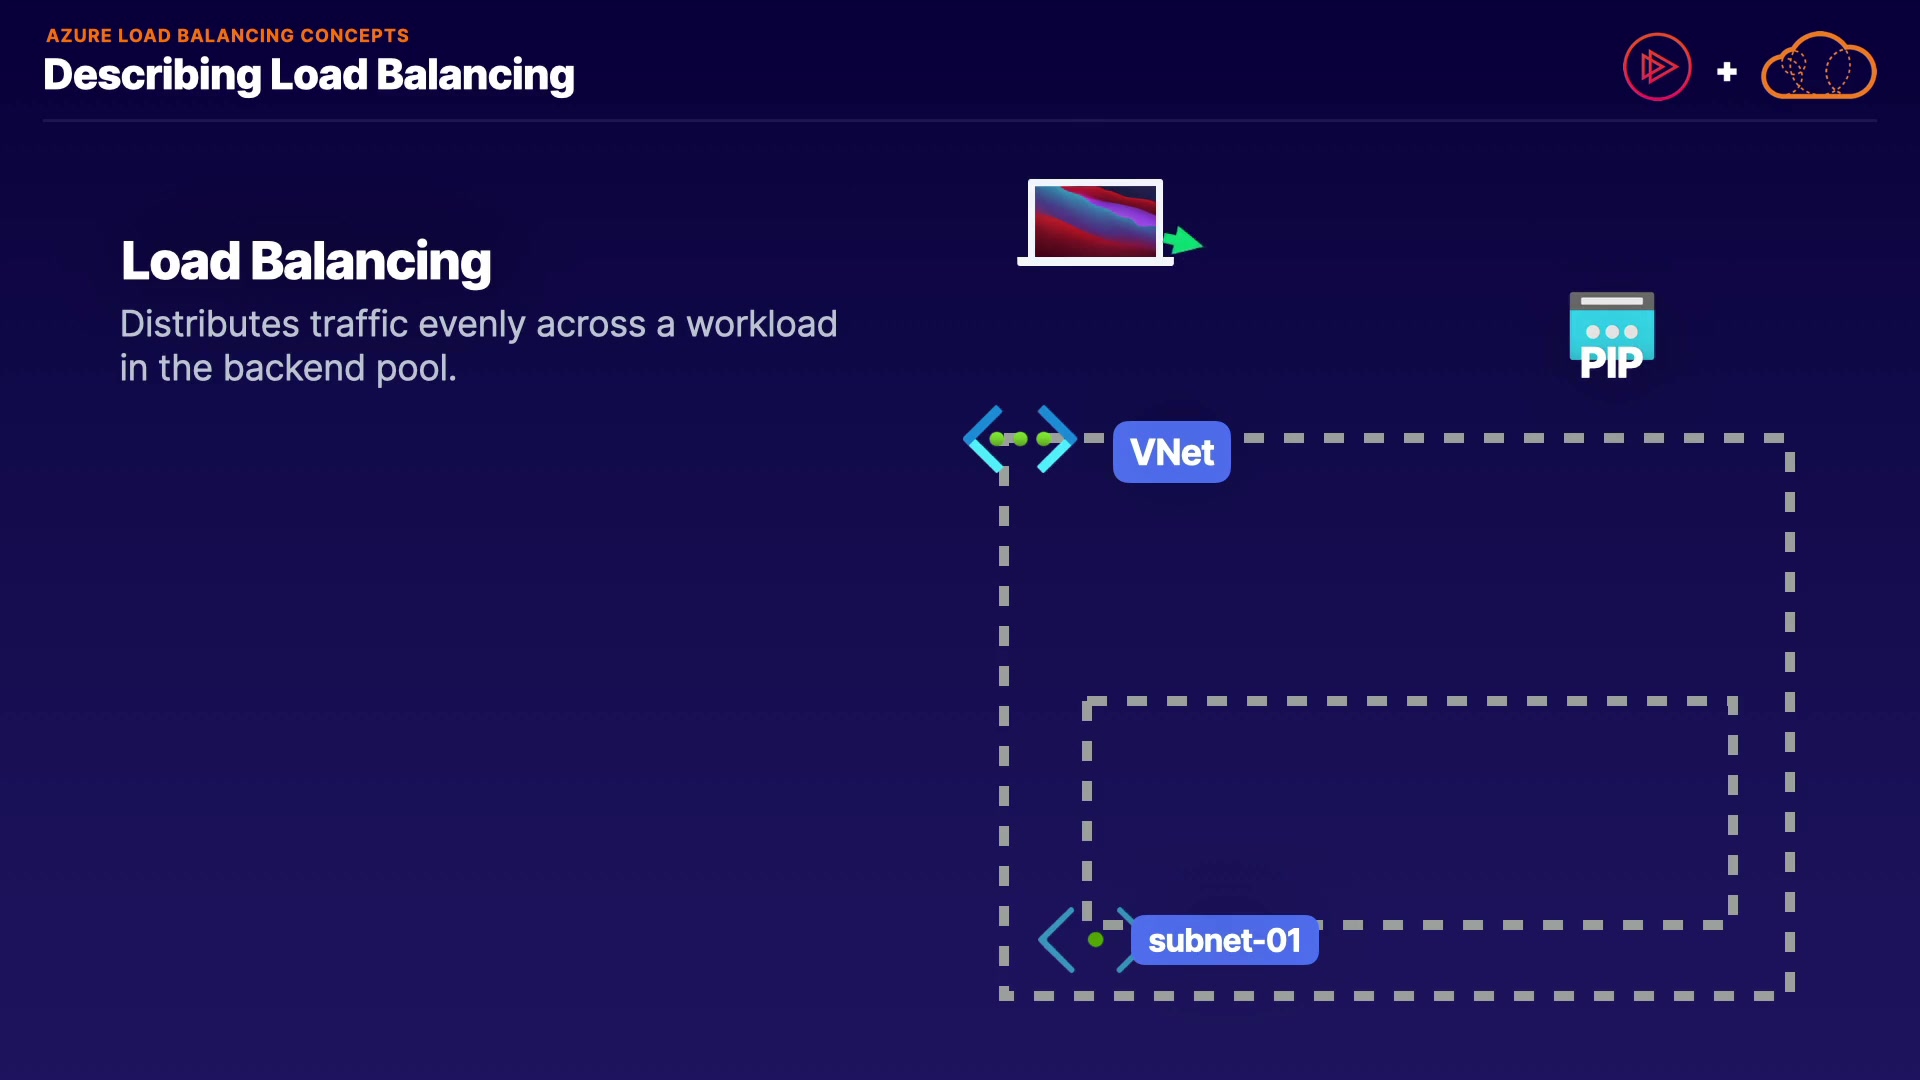 AZURE LOAD BALANCING CONCEPTS
Describing Load Balancing
Load Balancing
Distributes traffic evenly across a workload
in the backend pool.
PIP
VNet
subnet-01